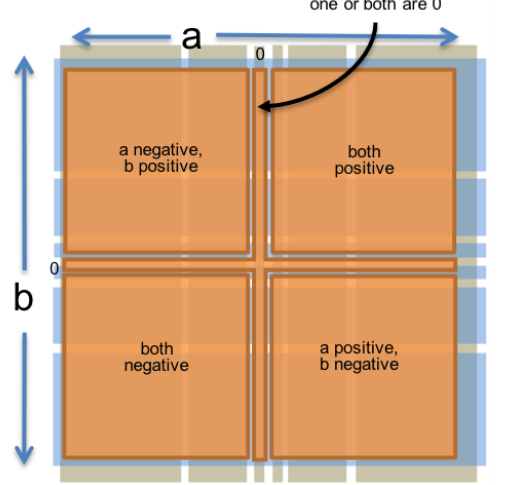 one or both are 0
a
0
a negative,
b positive
both
positive
0
b
both
negative
a positive,
b negative